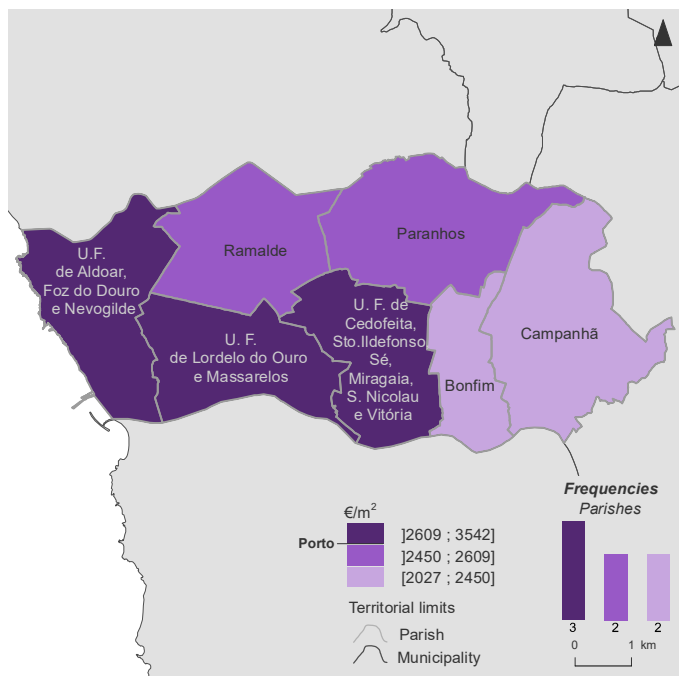 U.F.
de Aldoar,
Foz do Douro
e Nevogilde
Ramalde
Paranhos
U. F.
de Lordelo do Ouro
e Massarelos
U. F. de
Cedofeita,
Sto.Ildefonso
Sé,
Miragaia,
S. Nicolau
e Vitória
Bonfim
Campanhã
€/m²
]2609 ; 3542]
Porto
]2450 ; 2609]
[2027 ; 2450]
Territorial limits
Parish
Municipality
Frequencies
Parishes
3 2 2
0 1 km